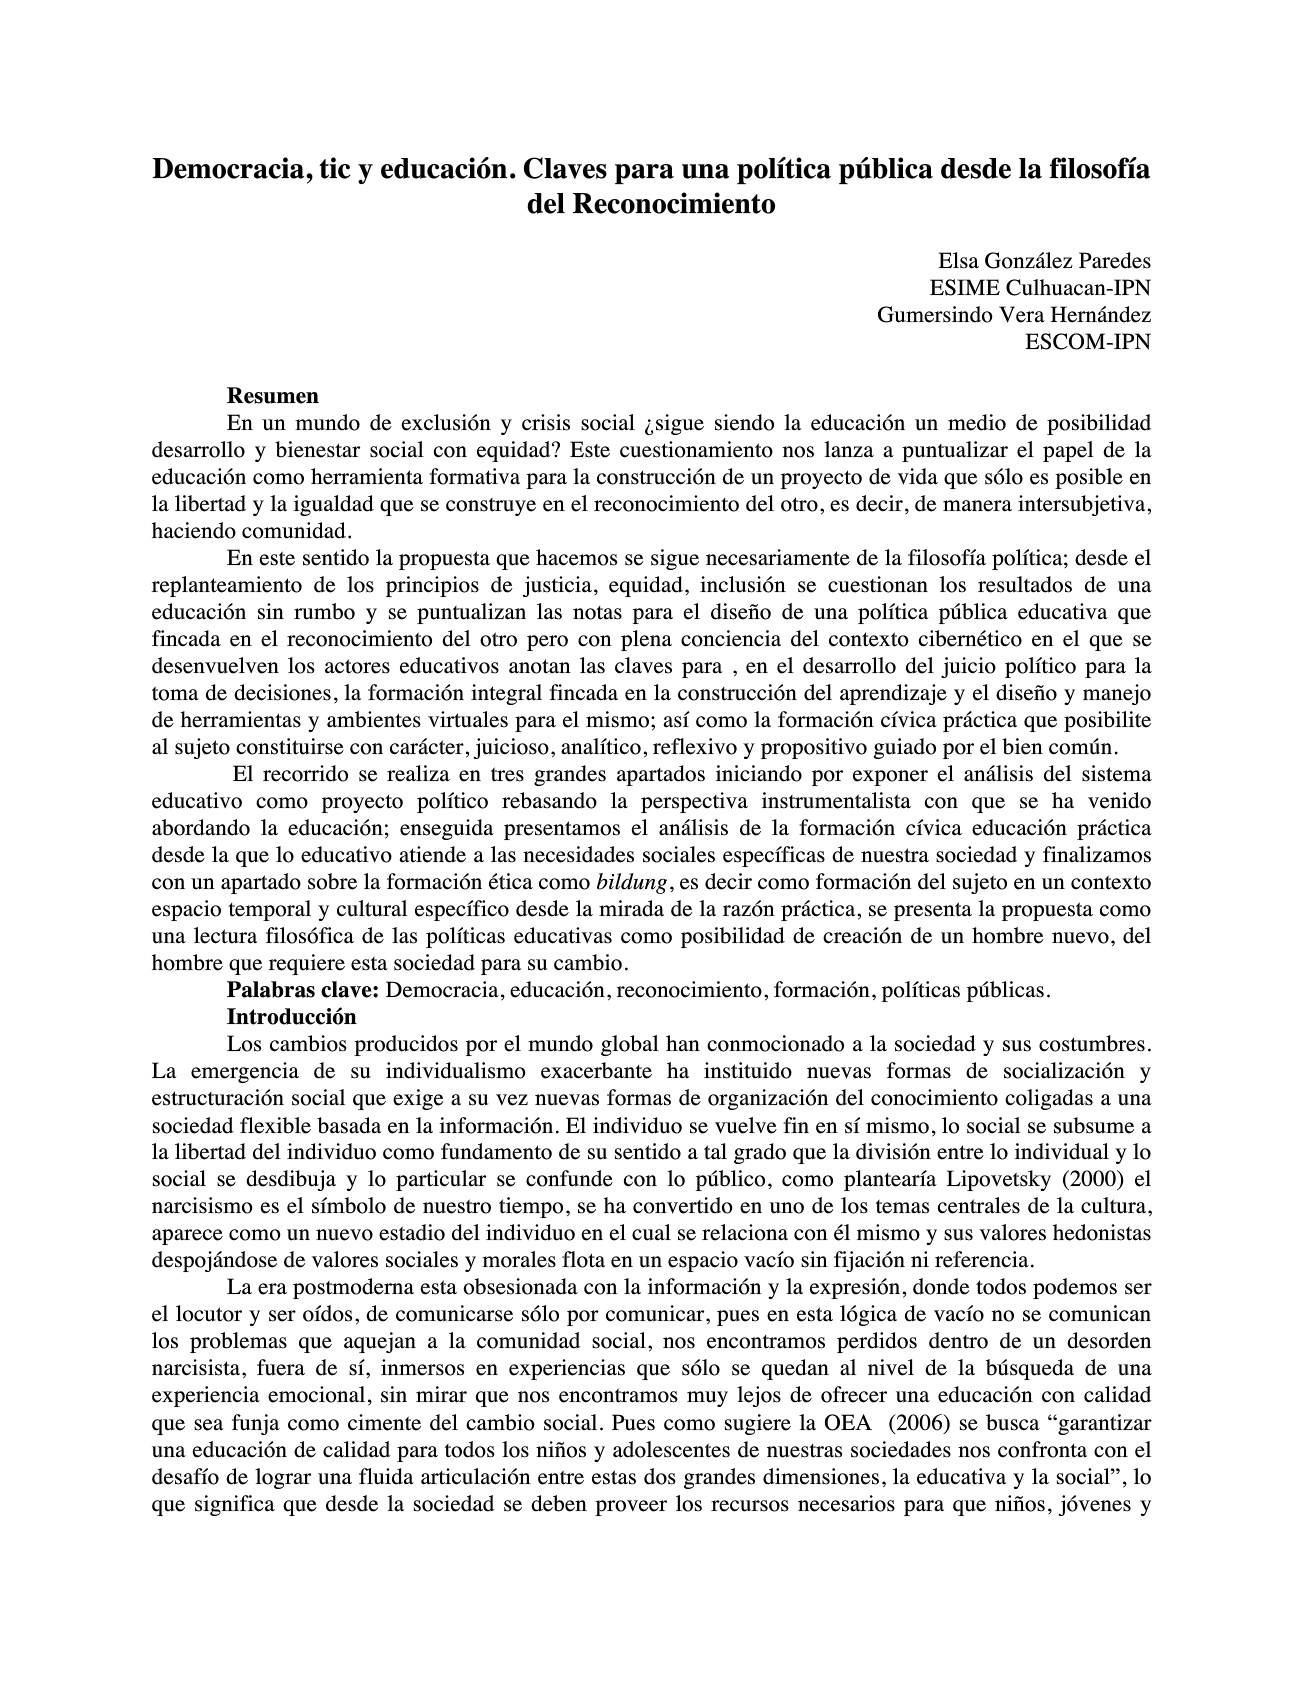 Democracia, tic y educación. Claves para una política pública desde la filosofía
del Reconocimiento
Elsa González Paredes
ESIME Culhuacan-IPN
Gumersindo Vera Hernández
ESCOM-IPN
Resumen
En un mundo de exclusión y crisis social ¿sigue siendo la educación un medio de posibilidad
desarrollo y bienestar social con equidad? Este cuestionamiento nos lanza a puntualizar el papel de la
educación como herramienta formativa para la construcción de un proyecto de vida que sólo es posible en
la libertad y la igualdad que se construye en el reconocimiento del otro, es decir, de manera intersubjetiva,
haciendo comunidad.
En este sentido la propuesta que hacemos se sigue necesariamente de la filosofía política; desde el
replanteamiento de los principios de justicia, equidad, inclusión se cuestionan los resultados de una
educación sin rumbo y se puntualizan las notas para el diseño de una política pública educativa que
fincada en el reconocimiento del otro pero con plena conciencia del contexto cibernético en el que se
desenvuelven los actores educativos anotan las claves para , en el desarrollo del juicio político para la
toma de decisiones, la formación integral fincada en la construcción del aprendizaje y el diseño y manejo
de herramientas y ambientes virtuales para el mismo; así como la formación cívica práctica que posibilite
al sujeto constituirse con carácter, juicioso, analítico, reflexivo y propositivo guiado por el bien común.
El recorrido se realiza en tres grandes apartados iniciando por exponer el análisis del sistema
educativo como proyecto político rebasando la perspectiva instrumentalista con que se ha venido
abordando la educación; enseguida presentamos el análisis de la formación cívica educación práctica
desde la que lo educativo atiende a las necesidades sociales específicas de nuestra sociedad y finalizamos
con un apartado sobre la formación ética como bildung, es decir como formación del sujeto en un contexto
espacio temporal y cultural específico desde la mirada de la razón práctica, se presenta la propuesta como
una lectura filosófica de las políticas educativas como posibilidad de creación de un hombre nuevo, del
hombre que requiere esta sociedad para su cambio.
Palabras clave: Democracia, educación, reconocimiento, formación, políticas públicas.
Introducción
Los cambios producidos por el mundo global han conmocionado a la sociedad y sus costumbres.
La emergencia de su individualismo exacerbante ha instituido nuevas formas de socialización y
estructuración social que exige a su vez nuevas formas de organización del conocimiento coligadas a una
sociedad flexible basada en la información. El individuo se vuelve fin en sí mismo, lo social se subsume a
la libertad del individuo como fundamento de su sentido a tal grado que la división entre lo individual y lo
social se desdibuja y lo particular se confunde con lo público, como plantearía Lipovetsky (2000) el
narcisismo es el símbolo de nuestro tiempo, se ha convertido en uno de los temas centrales de la cultura,
aparece como un nuevo estadio del individuo en el cual se relaciona con él mismo y sus valores hedonistas
despojándose de valores sociales y morales flota en un espacio vacío sin fijación ni referencia.
La era postmoderna esta obsesionada con la información y la expresión, donde todos podemos ser
el locutor y ser oídos, de comunicarse sólo por comunicar, pues en esta lógica de vacío no se comunican
los problemas que aquejan a la comunidad social, nos encontramos perdidos dentro de un desorden
narcisista, fuera de sí, inmersos en experiencias que sólo se quedan al nivel de la búsqueda de una
experiencia emocional, sin mirar que nos encontramos muy lejos de ofrecer una educación con calidad
que sea funja como cimente del cambio social. Pues como sugiere la OEA (2006) se busca “garantizar
una educación de calidad para todos los niños y adolescentes de nuestras sociedades nos confronta con el
desafío de lograr una fluida articulación entre estas dos grandes dimensiones, la educativa y la social”, lo
que significa que desde la sociedad se deben proveer los recursos necesarios para que niños, jóvenes y